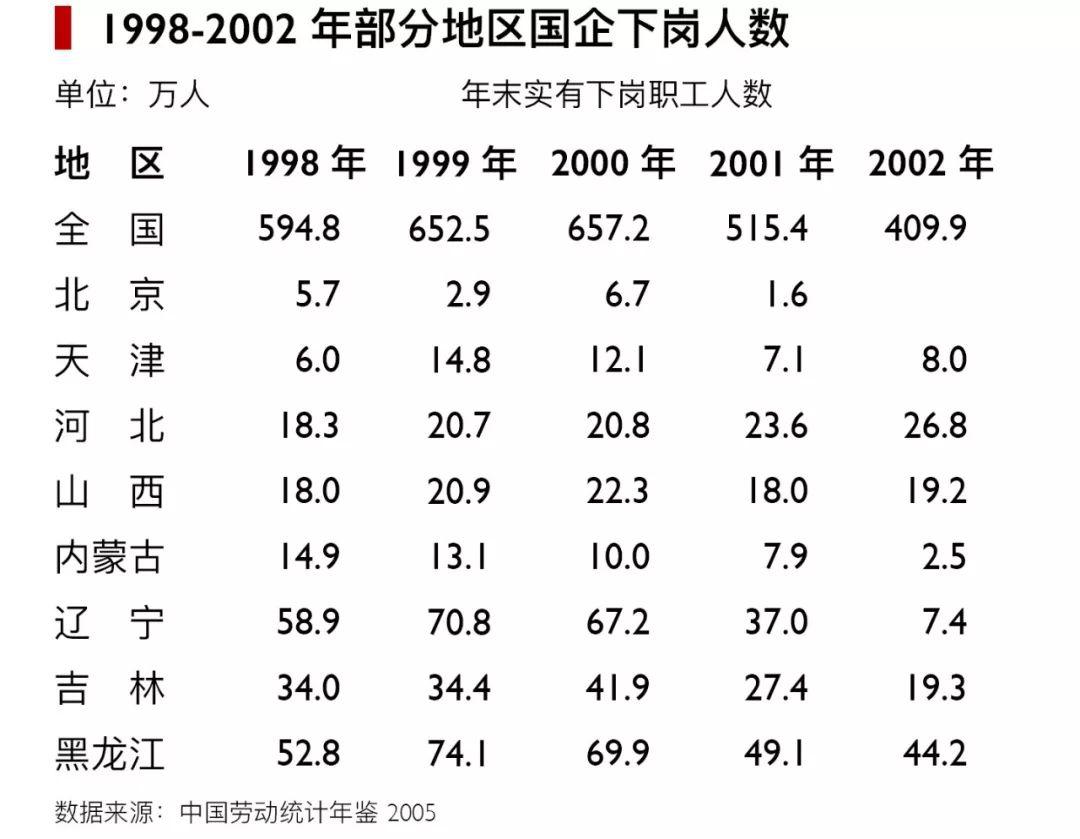 1998-2002 年部分地区国企下岗人数
单位：万人 年末实有下岗职工人数
地 区 1998 年 1999 年 2000 年 2001 年 2002 年
全 国 594.8 652.5 657.2 515.4 409.9
北 京 5.7 2.9 6.7 1.6
天 津 6.0 14.8 12.1 7.1 8.0
河 北 18.3 20.7 20.8 23.6 26.8
山 西 18.0 20.9 22.3 18.0 19.2
内蒙古 14.9 13.1 10.0 7.9 2.5
辽 宁 58.9 70.8 67.2 37.0 7.4
吉 林 34.0 34.4 41.9 27.4 19.3
黑龙江 52.8 74.1 69.9 49.1 44.2
数据来源：中国劳动统计年鉴 2005